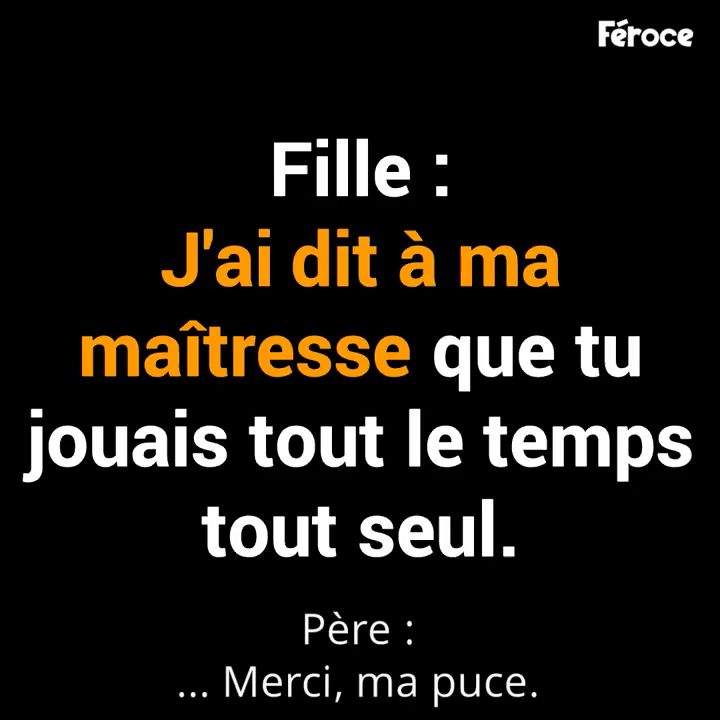 Féroce
Fille :
J'ai dit à ma
maîtresse que tu
jouais tout le temps
tout seul.
Père :
... Merci, ma puce.